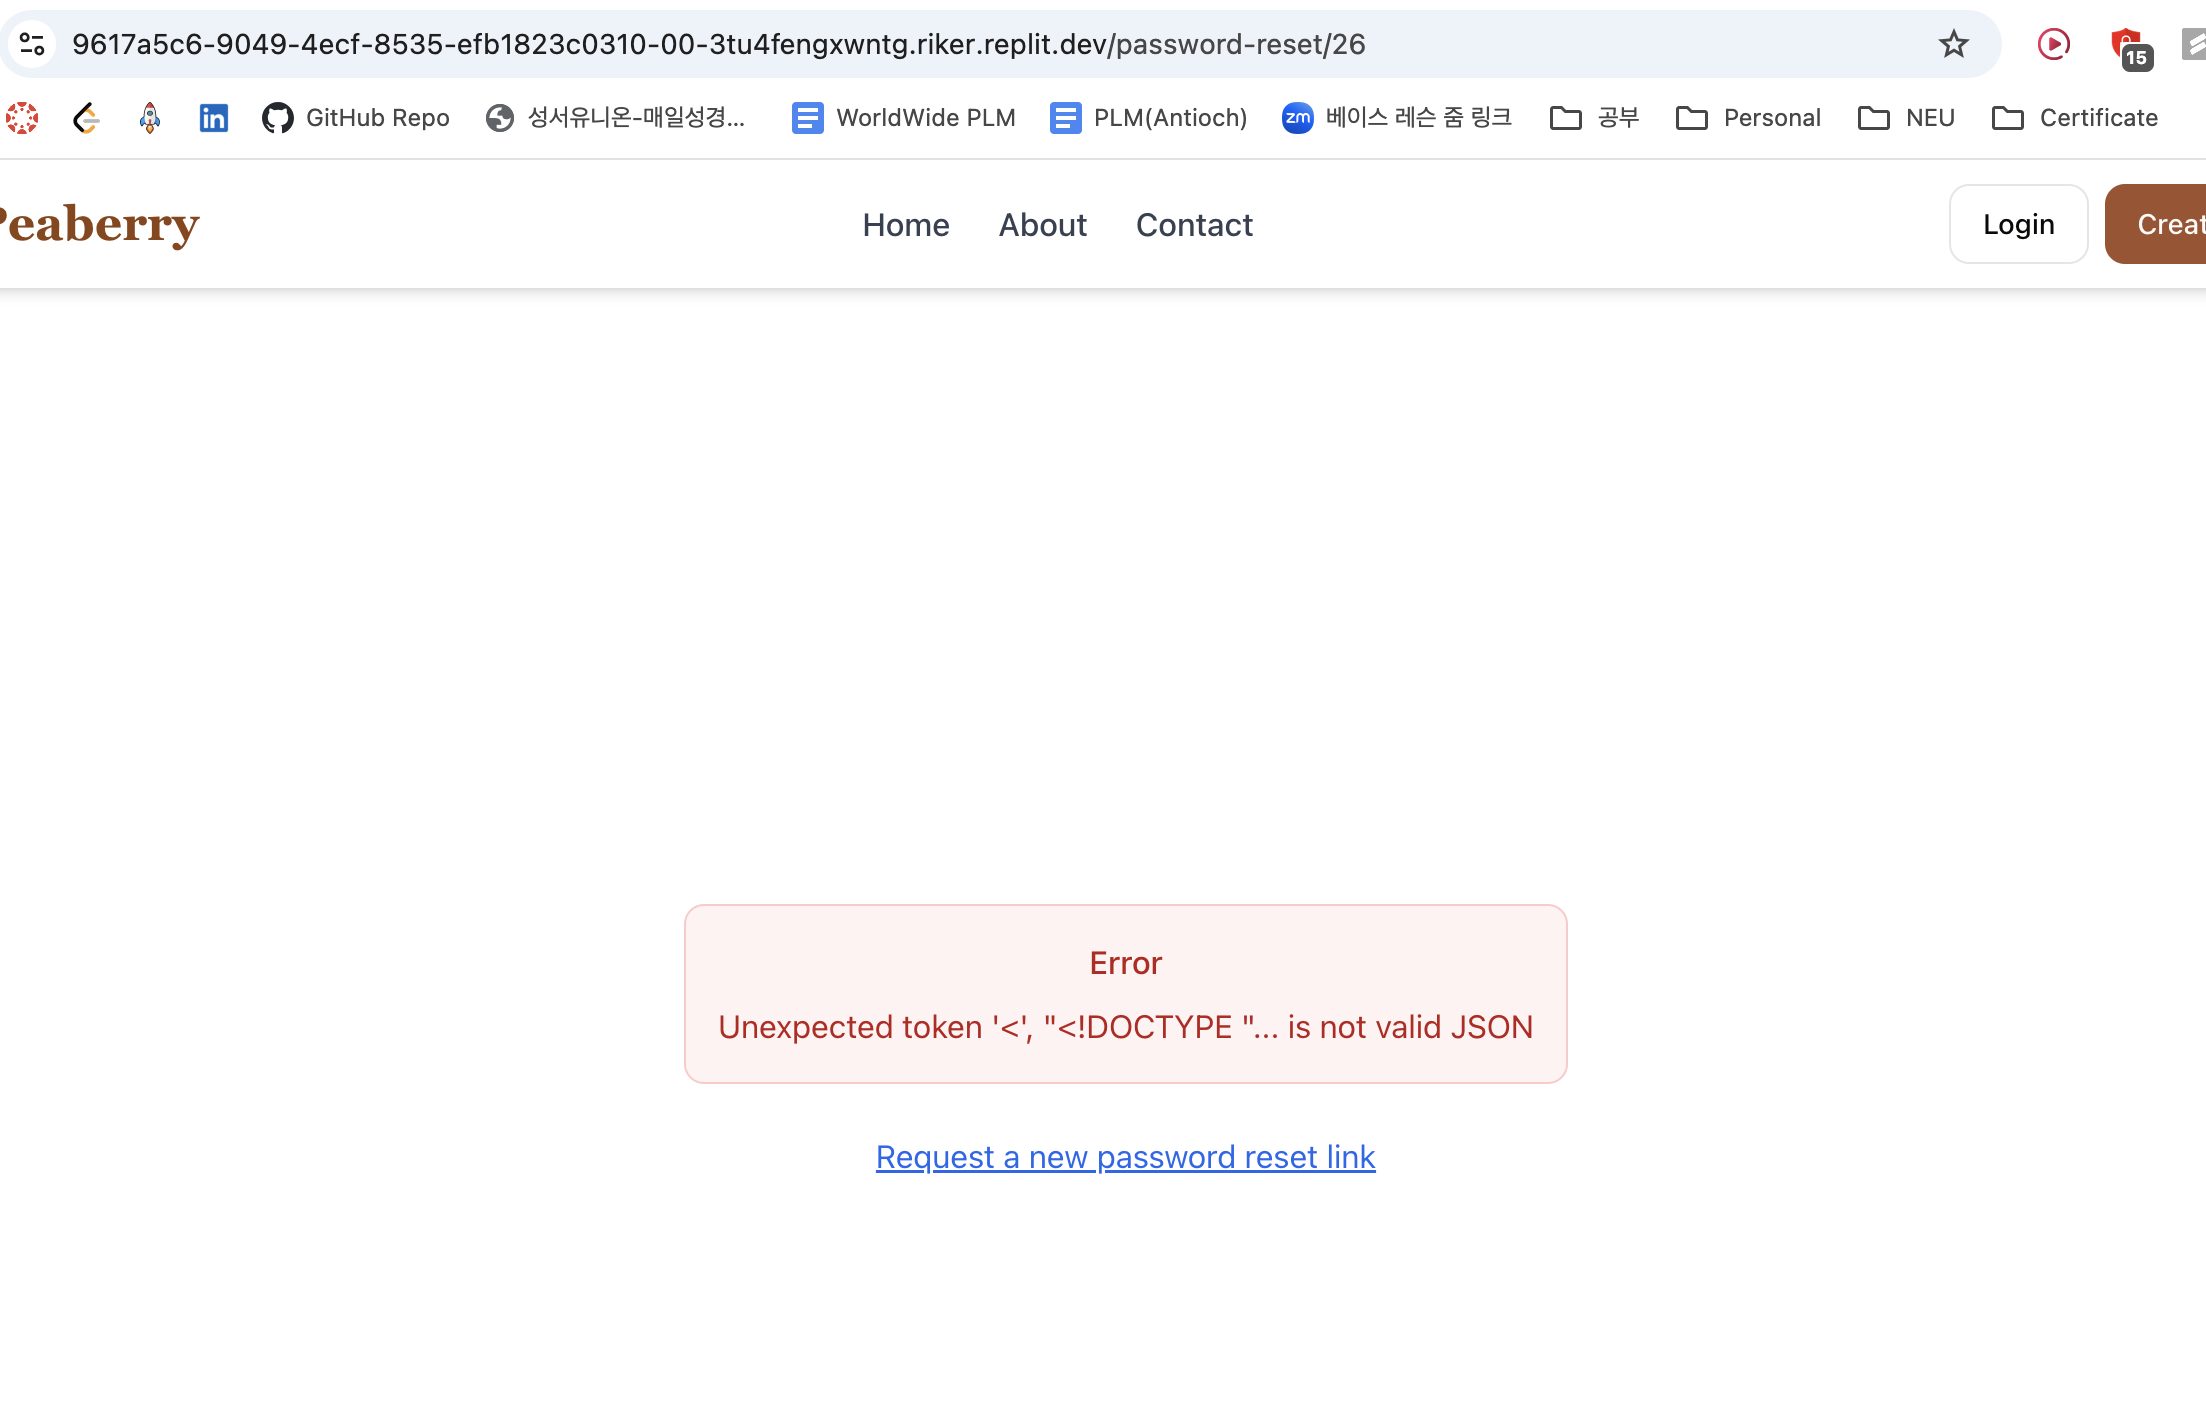 9617a5c6-9049-4ecf-8535-efb1823c0310-00-3tu4fengxwntg.riker.replit.dev/password-reset/26
15
in GitHub Repo 성서유니온-매일성경... WorldWide PLM PLM(Antioch) zm 베이스 레슨 줌 링크 공부 Personal NEU Certificate
Peaberry Home About Contact Login Creat
Error
Unexpected token '<', "<!DOCTYPE "... is not valid JSON
Request a new password reset link